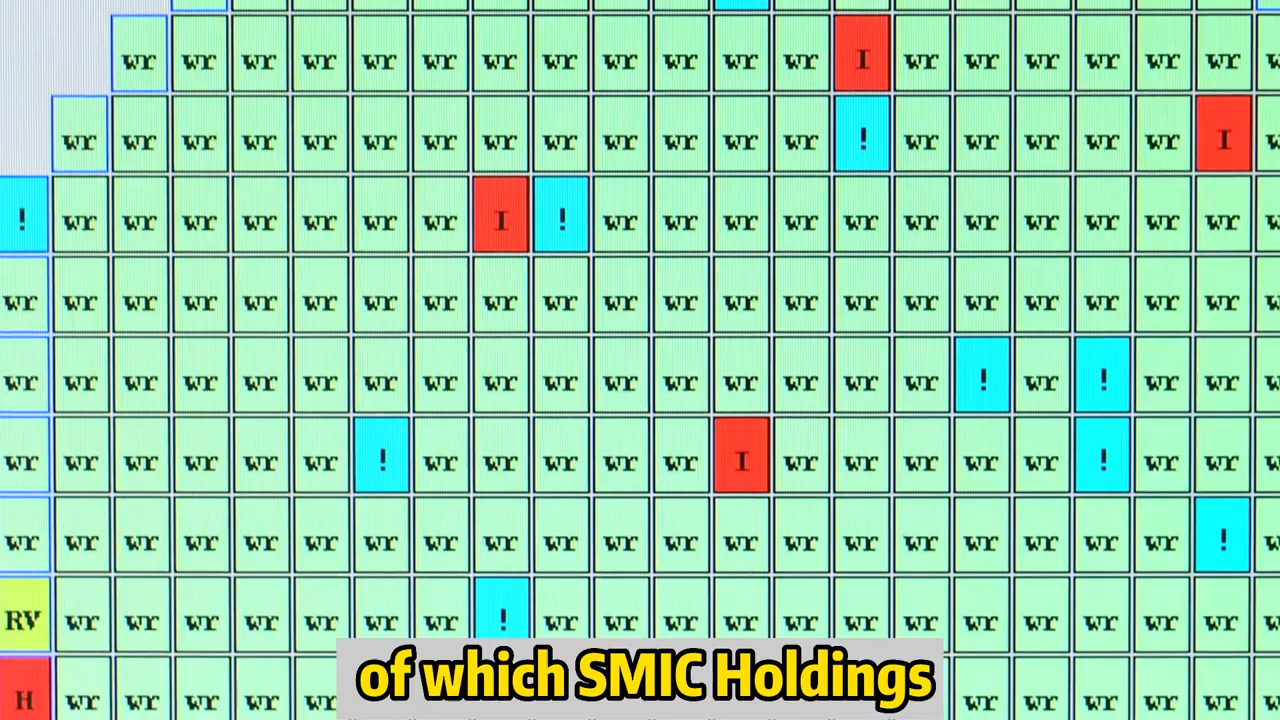 wr wr wr wr wr wr wr wr wr wr wr wr I wr wr wr wr wr wr
wr wr wr wr wr wr wr wr wr wr wr wr wr ! wr wr wr wr wr I
! wr wr wr wr wr wr wr I ! wr wr wr wr wr wr wr wr wr wr wr
wr wr wr wr wr wr wr wr wr wr wr wr wr wr wr wr wr wr wr wr wr
wr wr wr wr wr wr wr wr wr wr wr wr wr wr wr wr ! wr ! wr wr
wr wr wr wr wr wr ! wr wr wr wr wr I wr wr wr wr wr ! wr wr
wr wr wr wr wr wr wr wr wr wr wr wr wr wr wr wr wr wr wr wr !
RV wr wr wr wr wr wr wr ! wr wr wr wr wr wr wr wr wr wr wr wr
H wr wr wr wr wr wr wr wr wr wr
of which SMIC Holdings